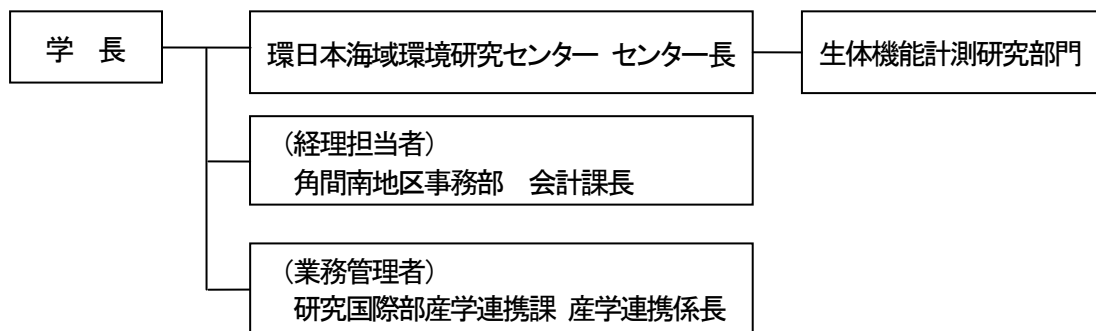 学　長
環日本海域環境研究センター センター長
生体機能計測研究部門
（経理担当者）
角間南地区事務部　会計課長
（業務管理者）
研究国際部産学連携課 産学連携係長